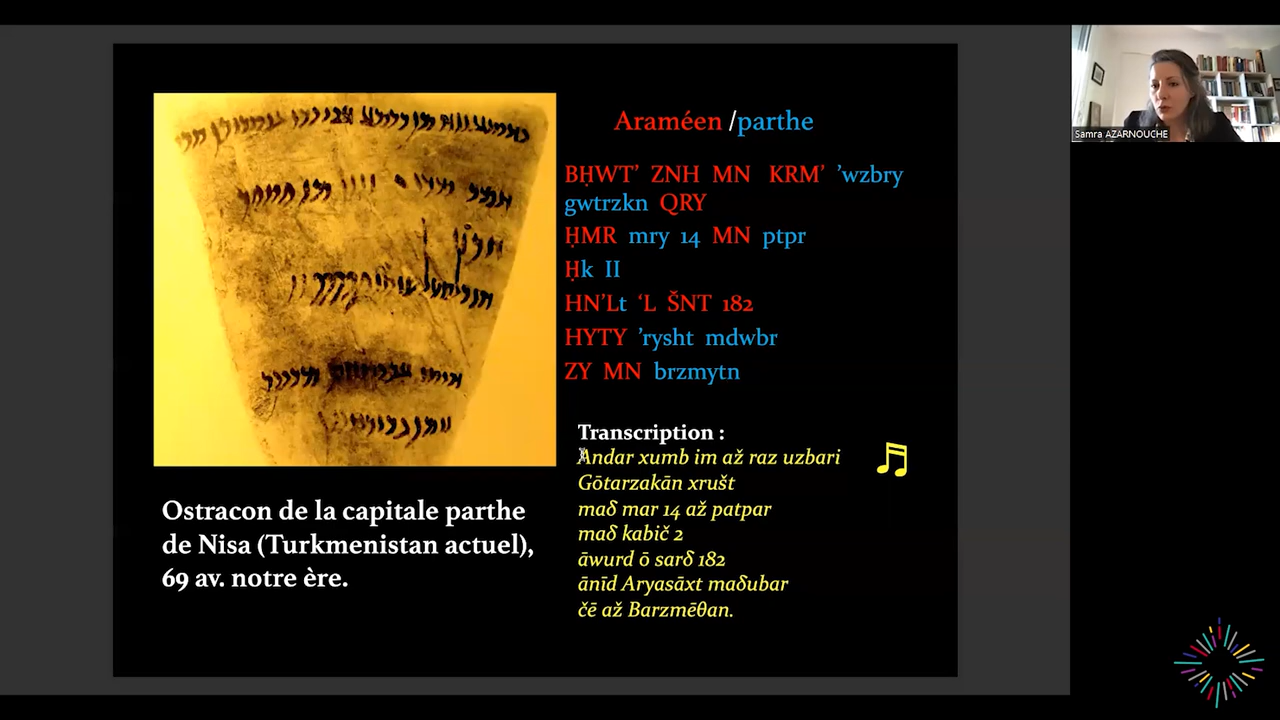 Araméen /parthe
BḤWT’ ZNH MN KRM’ ’wzbry
gwtrzkn QRY
ḤMR mry 14 MN ptpr
Ḥk II
HN’Lt ‘L ŠNT 182
HYTY ’rysht mdwbr
ZY MN brzmytn
Transcription :
Andar xumb im až raz uzbari
Gōtarzakān xrušt
maδ mar 14 až patpar
maδ kabič 2
āwurd ō sarδ 182
ānīd Aryasāxt maδubar
čē až Barzmēθan.
Ostracon de la capitale parthe
de Nisa (Turkmenistan actuel),
69 av. notre ère.
Samra AZARNOUCHE